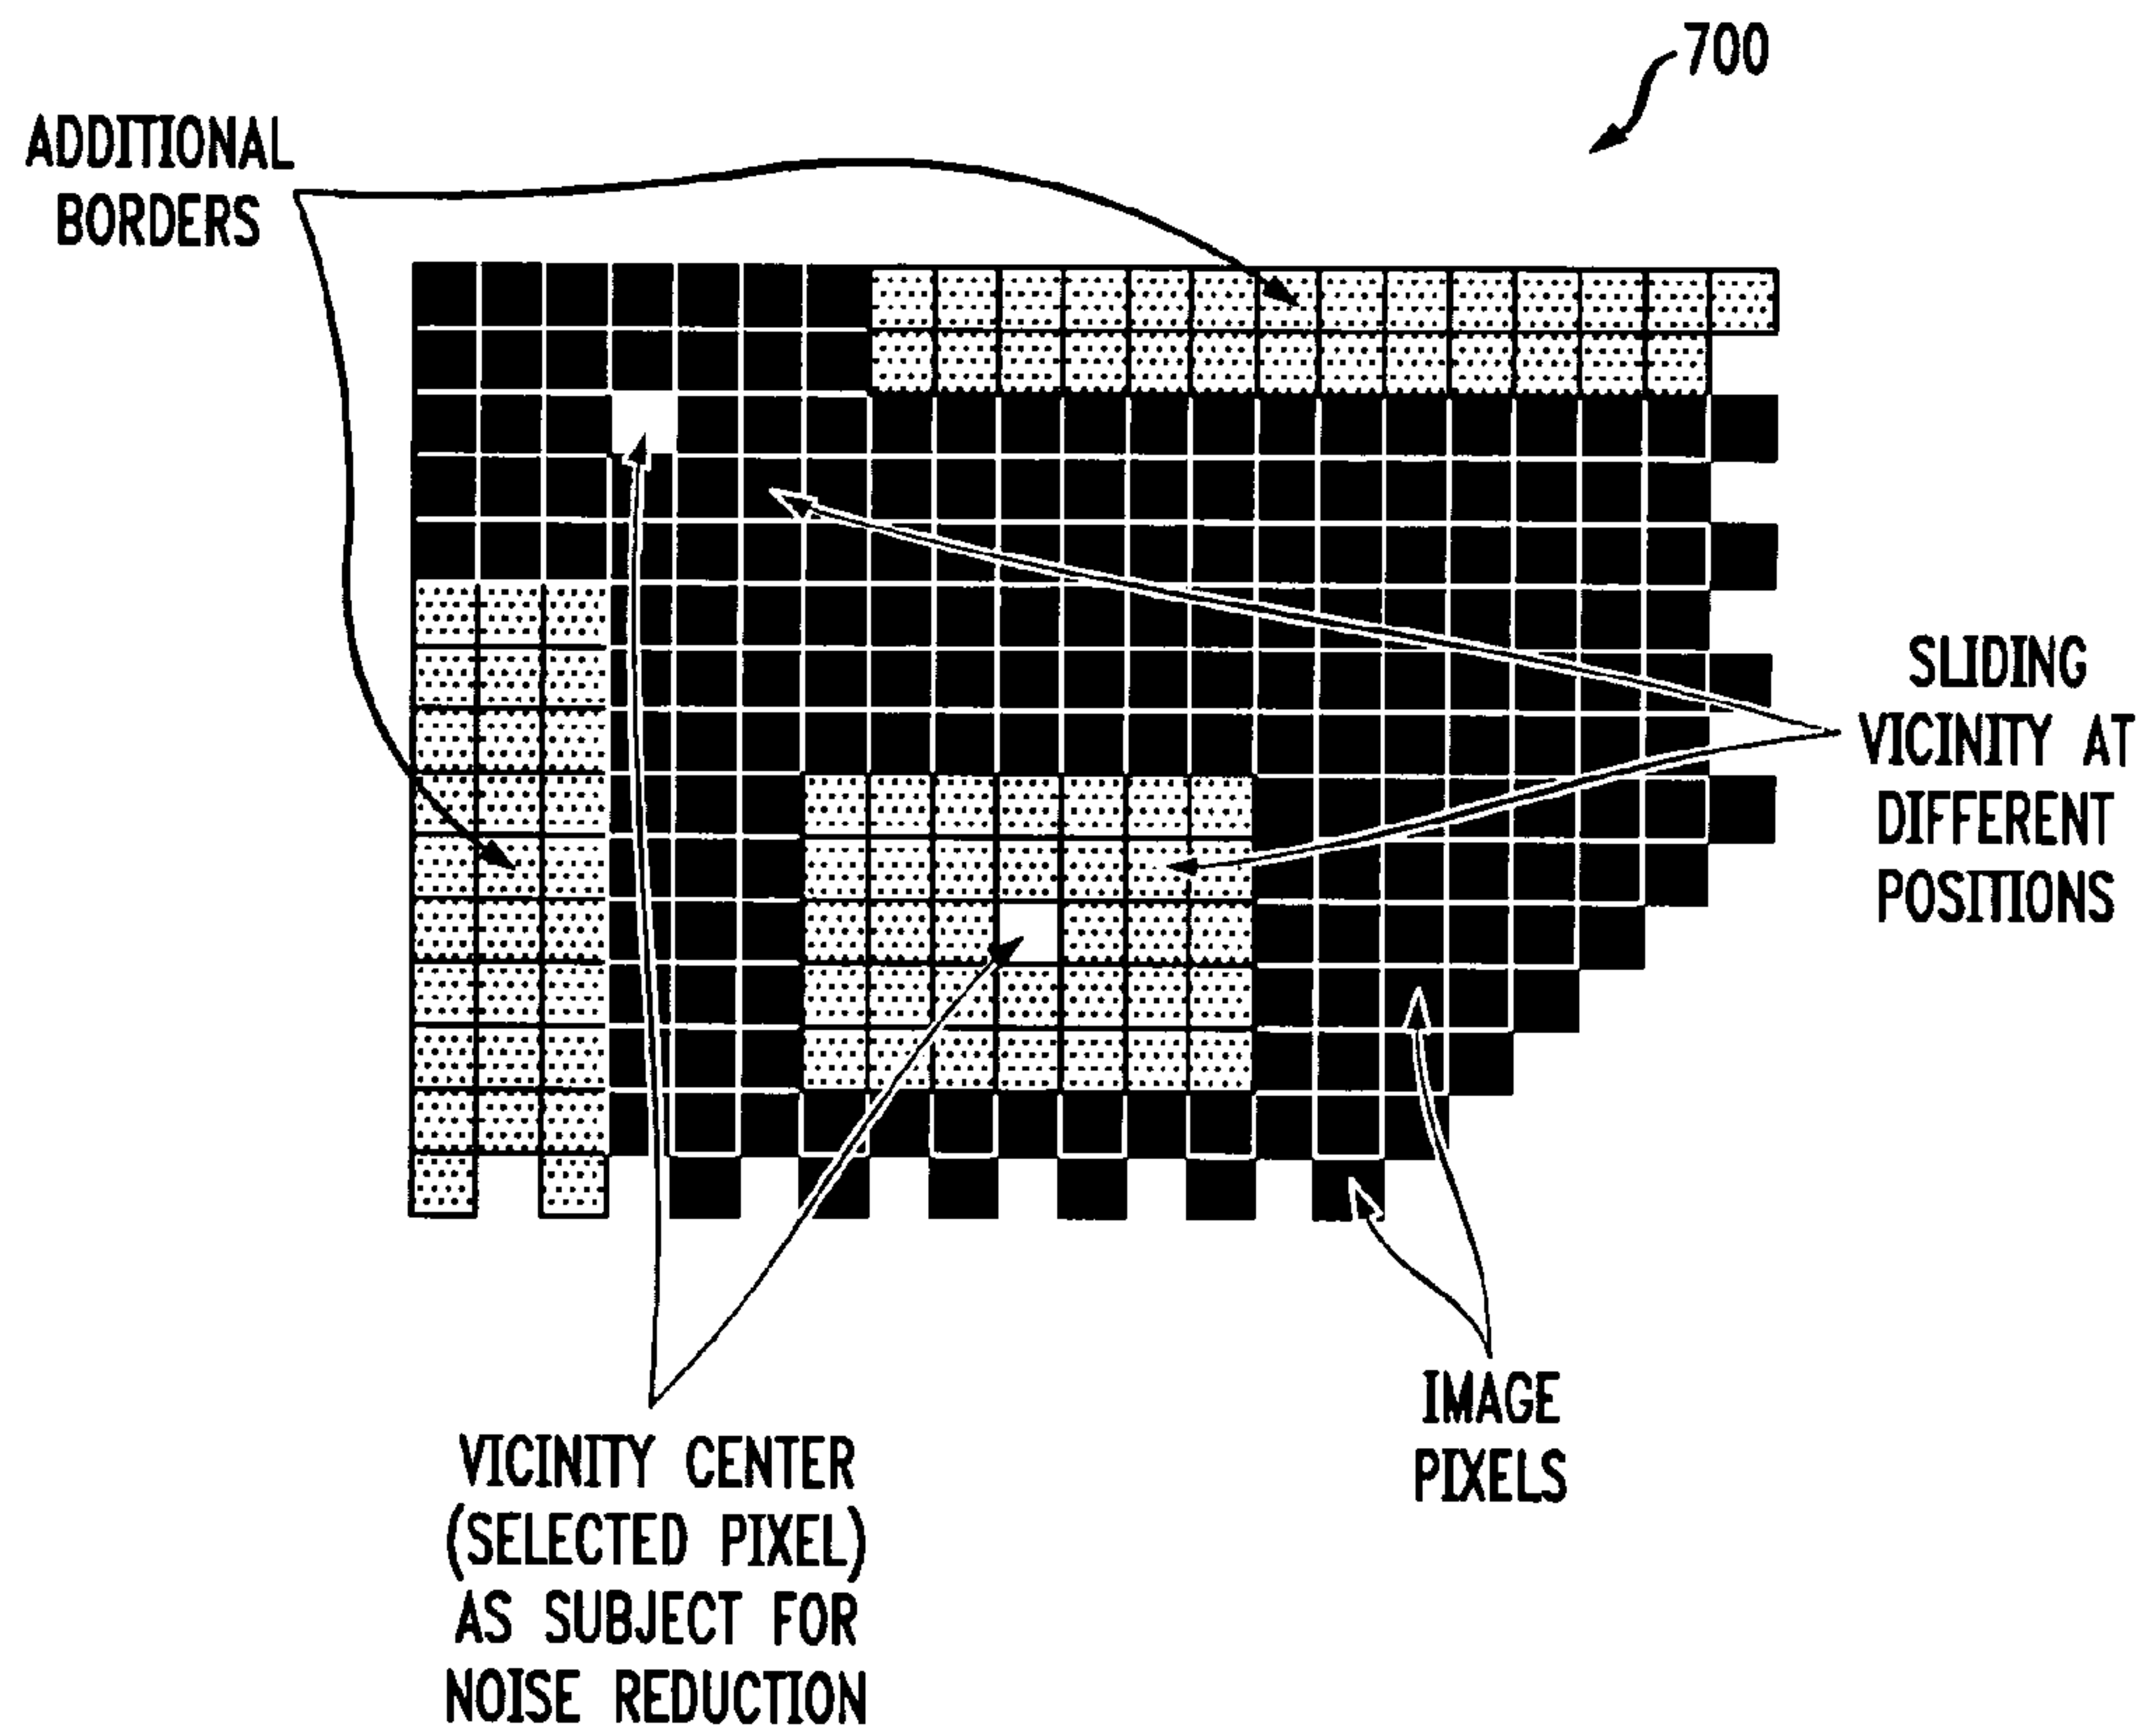 700
ADDITIONAL
BORDERS
SLIDING
VICINITY AT
DIFFERENT
POSITIONS
IMAGE
PIXELS
VICINITY CENTER
(SELECTED PIXEL)
AS SUBJECT FOR
NOISE REDUCTION